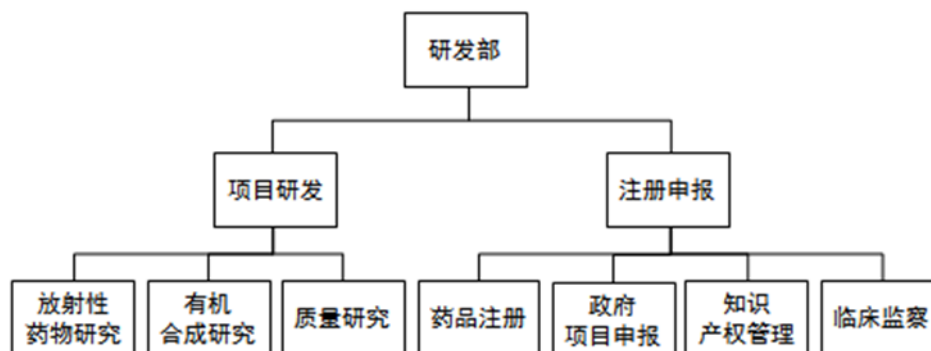 研发部
项目研发
注册申报
放射性
药物研究
有机
合成研究
质量研究
药品注册
政府
项目申报
知识
产权管理
临床监察